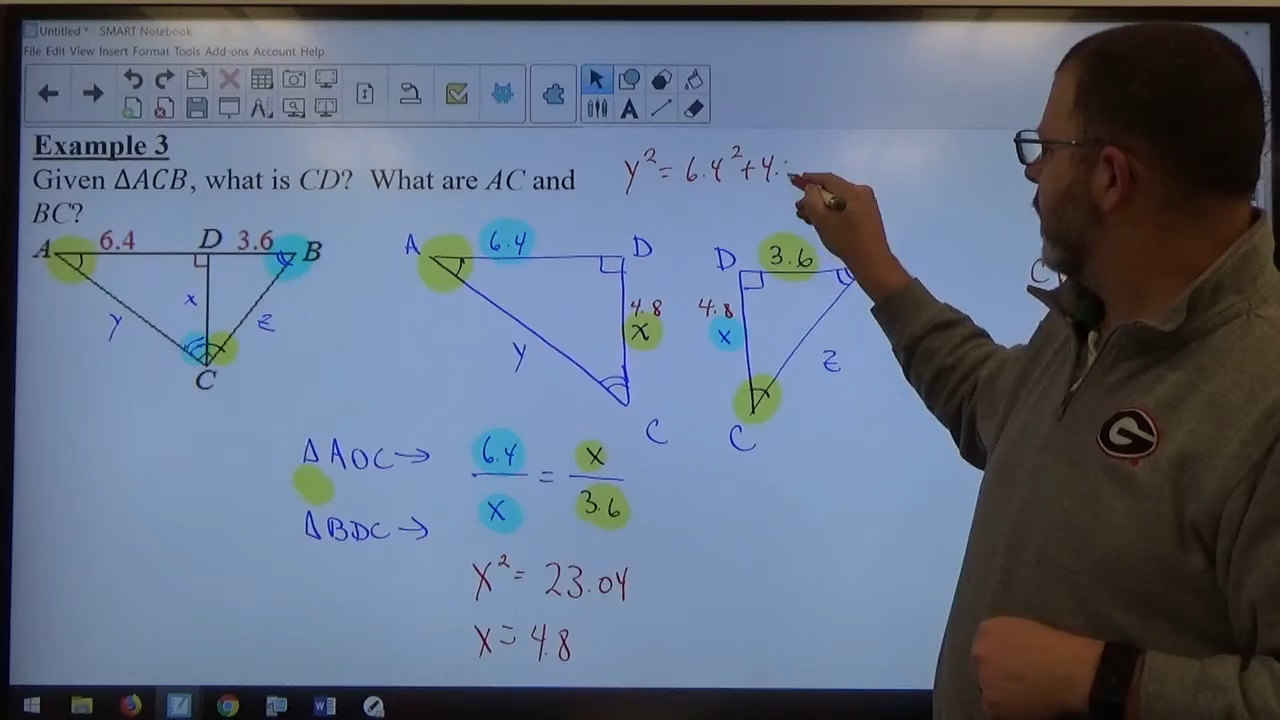 Untitled * - SMART Notebook
File Edit View Insert Format Tools Add-ons Account Help
Example 3
Given ΔACB, what is CD? What are AC and
BC?
y² = 6.4² + 4.
A 6.4 D 3.6 B
x
y
z
C
A 6.4 D
4.8
x
y
C
D 3.6
4.8
x
z
C
C
ΔADC → 6.4/x = x/3.6
ΔBDC →
x² = 23.04
x = 4.8
G